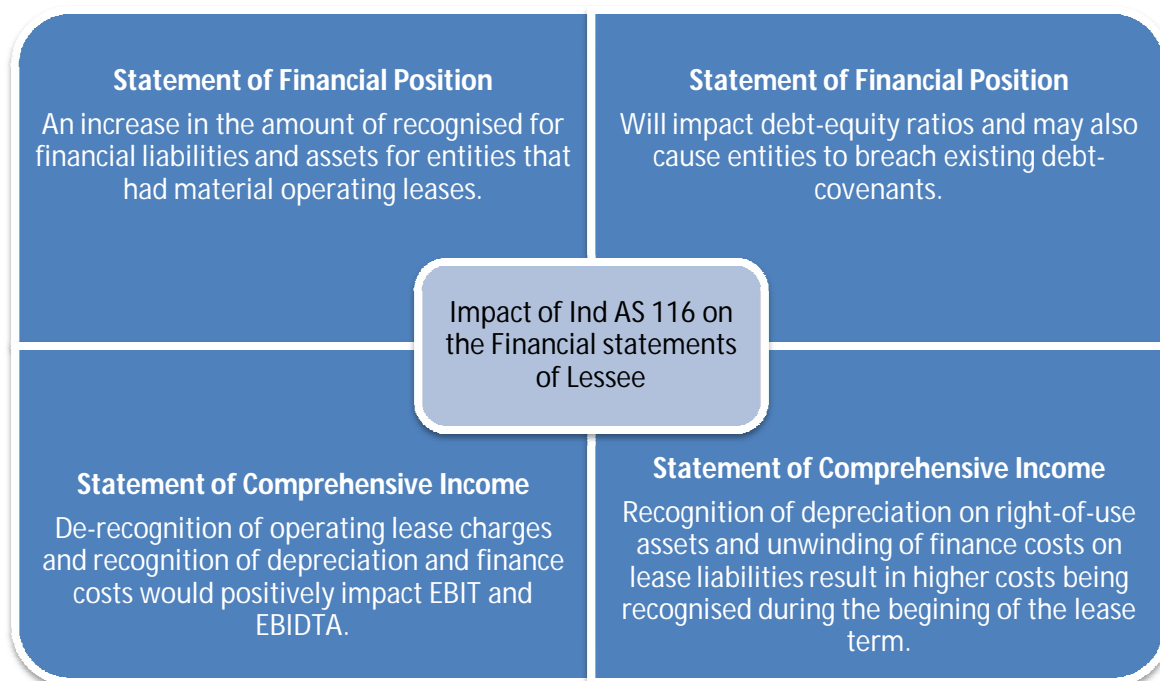 Statement of Financial Position
An increase in the amount of recognised for
financial liabilities and assets for entities that
had material operating leases.
Statement of Financial Position
Will impact debt-equity ratios and may also
cause entities to breach existing debt-
covenants.
Impact of Ind AS 116 on
the Financial statements
of Lessee
Statement of Comprehensive Income
De-recognition of operating lease charges
and recognition of depreciation and finance
costs would positively impact EBIT and
EBIDTA.
Statement of Comprehensive Income
Recognition of depreciation on right-of-use
assets and unwinding of finance costs on
lease liabilities result in higher costs being
recognised during the begining of the lease
term.